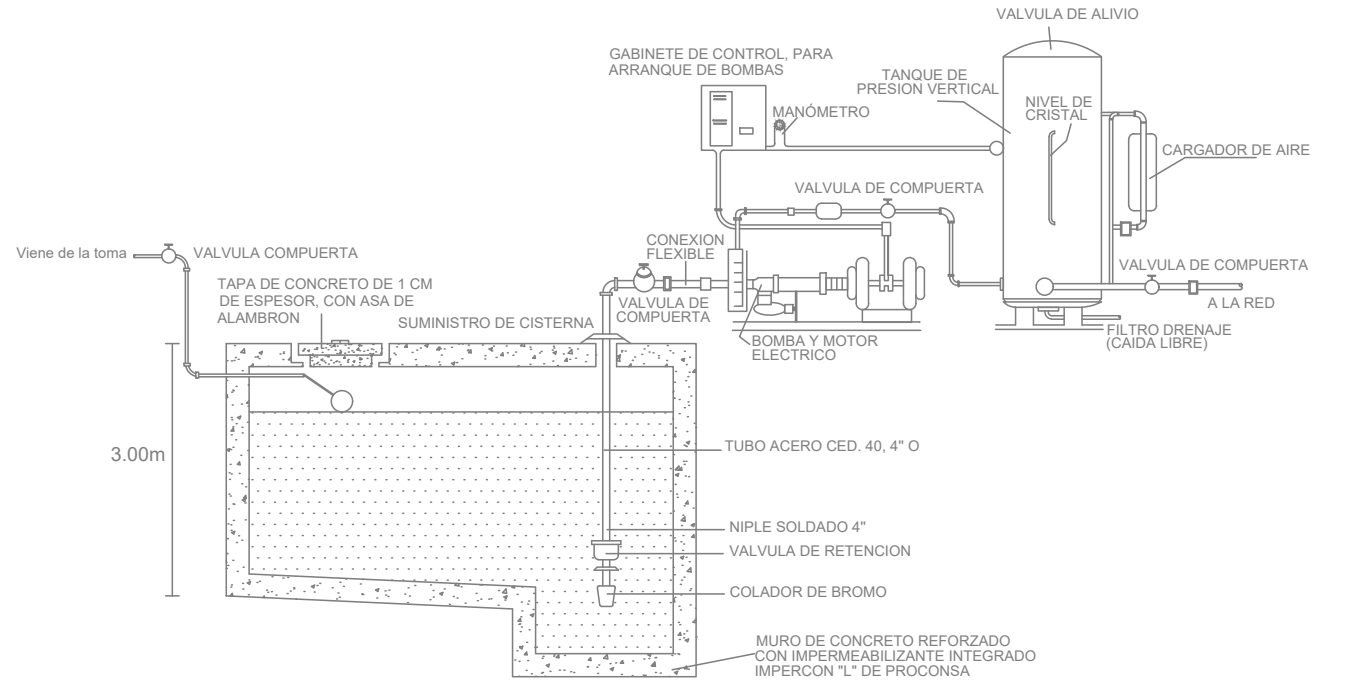 VALVULA DE ALIVIO
GABINETE DE CONTROL, PARA
ARRANQUE DE BOMBAS
TANQUE DE
PRESION VERTICAL
NIVEL DE
CRISTAL
MANÓMETRO
CARGADOR DE AIRE
VALVULA DE COMPUERTA
Viene de la toma
VALVULA COMPUERTA
CONEXION
FLEXIBLE
VALVULA DE COMPUERTA
A LA RED
TAPA DE CONCRETO DE 1 CM
DE ESPESOR, CON ASA DE
ALAMBRON
SUMINISTRO DE CISTERNA
VALVULA DE
COMPUERTA
BOMBA Y MOTOR
ELECTRICO
FILTRO DRENAJE
(CAIDA LIBRE)
3.00m
TUBO ACERO CED. 40, 4" O
NIPLE SOLDADO 4"
VALVULA DE RETENCION
COLADOR DE BROMO
MURO DE CONCRETO REFORZADO
CON IMPERMEABILIZANTE INTEGRADO
IMPERCON "L" DE PROCONSA